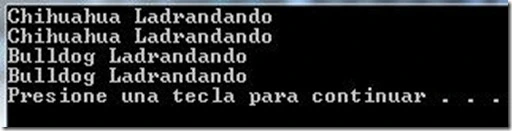 Chihuahua Ladrandando
Chihuahua Ladrandando
Bulldog Ladrandando
Bulldog Ladrandando
Presione una tecla para continuar . . .